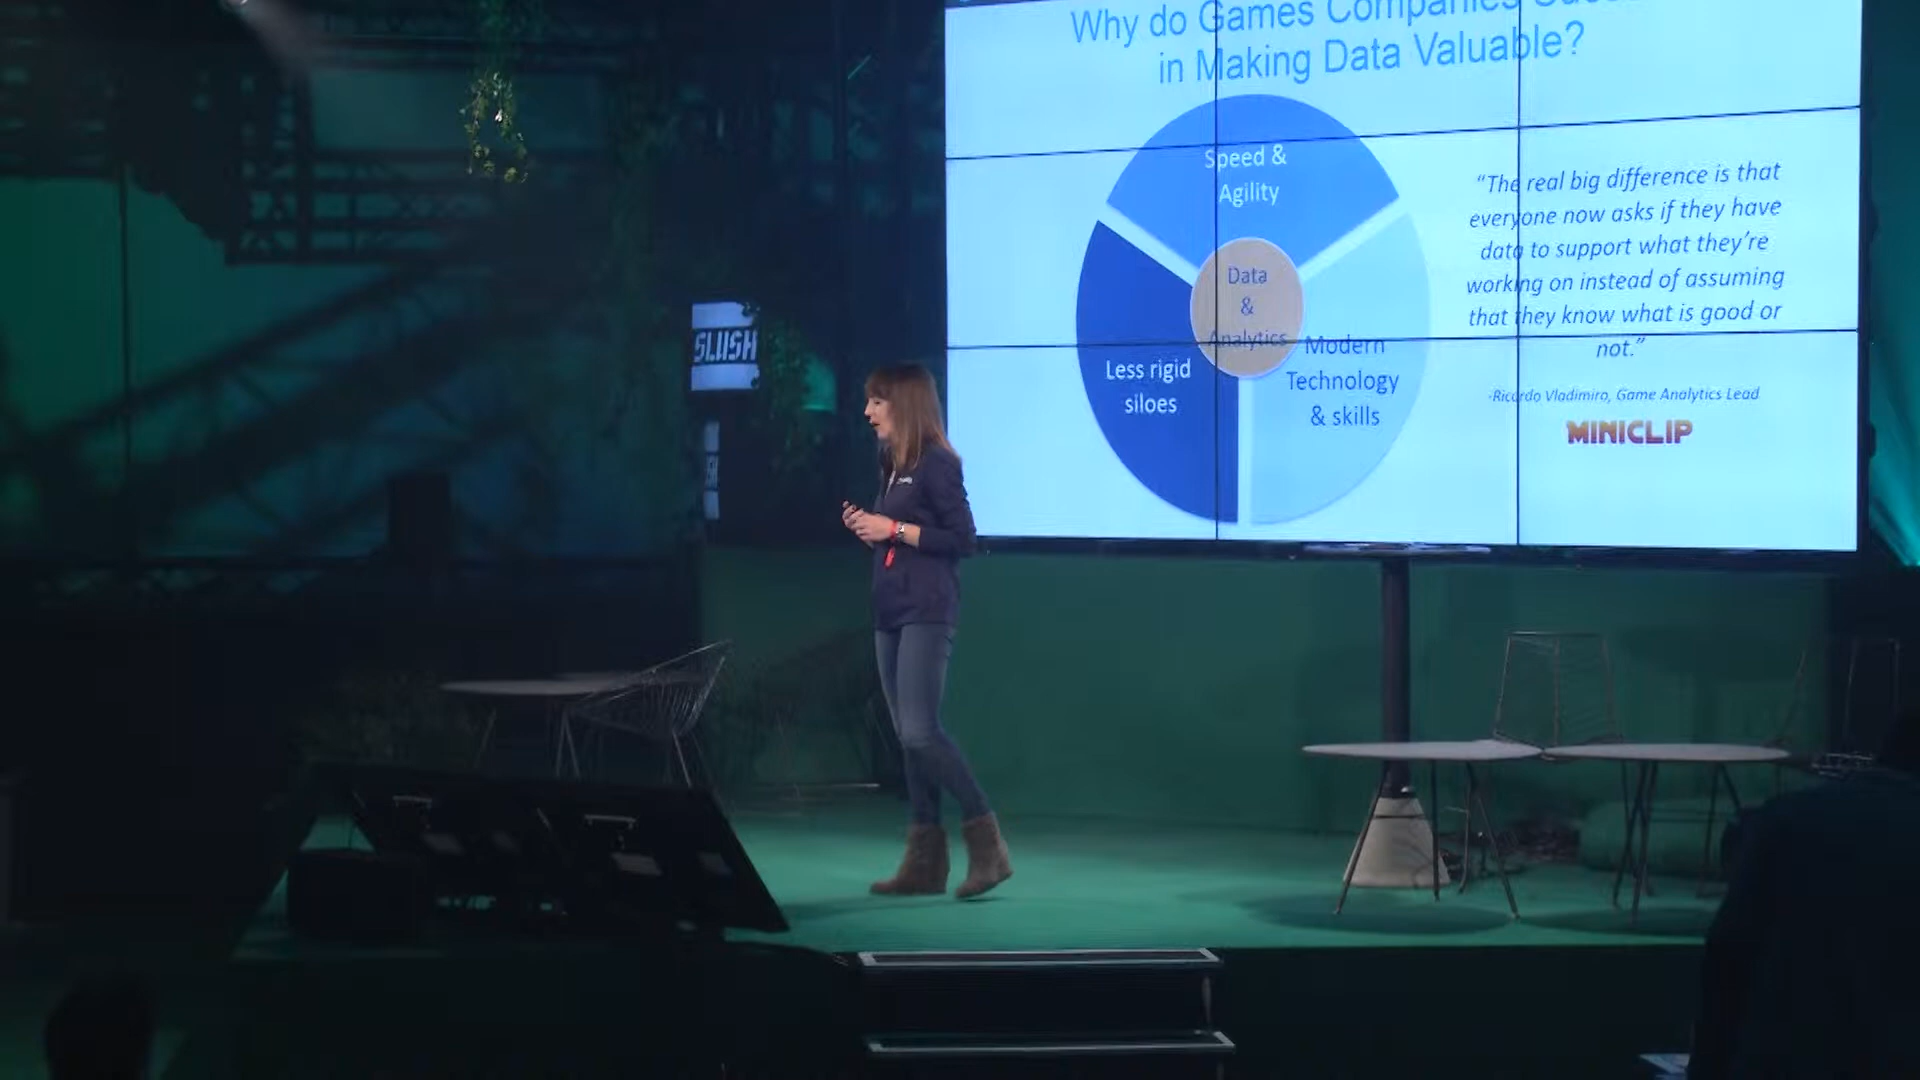 Why do Games Companies
in Making Data Valuable?
Speed &
Agility
Data
&
Analytics
Less rigid
siloes
Modern
Technology
& skills
“The real big difference is that
everyone now asks if they have
data to support what they’re
working on instead of assuming
that they know what is good or
not.”
-Ricardo Vladimiro, Game Analytics Lead
MINICLIP
SLUSH